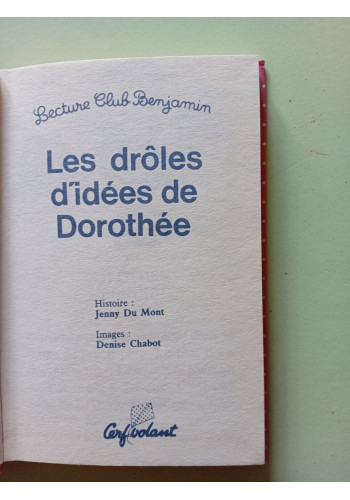 Lecture Club Benjamin
Les drôles
d'idées de
Dorothée
Histoire :
Jenny Du Mont
Images :
Denise Chabot
Cerf volant